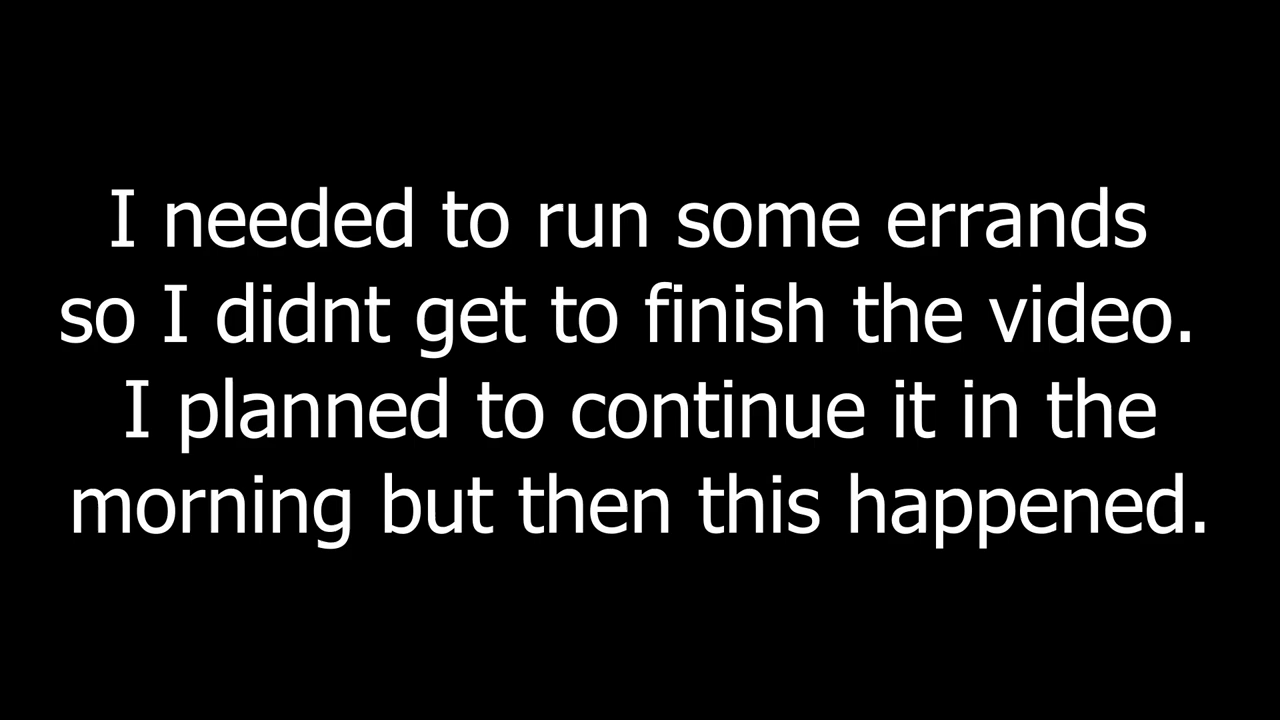 I needed to run some errands
so I didnt get to finish the video.
I planned to continue it in the
morning but then this happened.